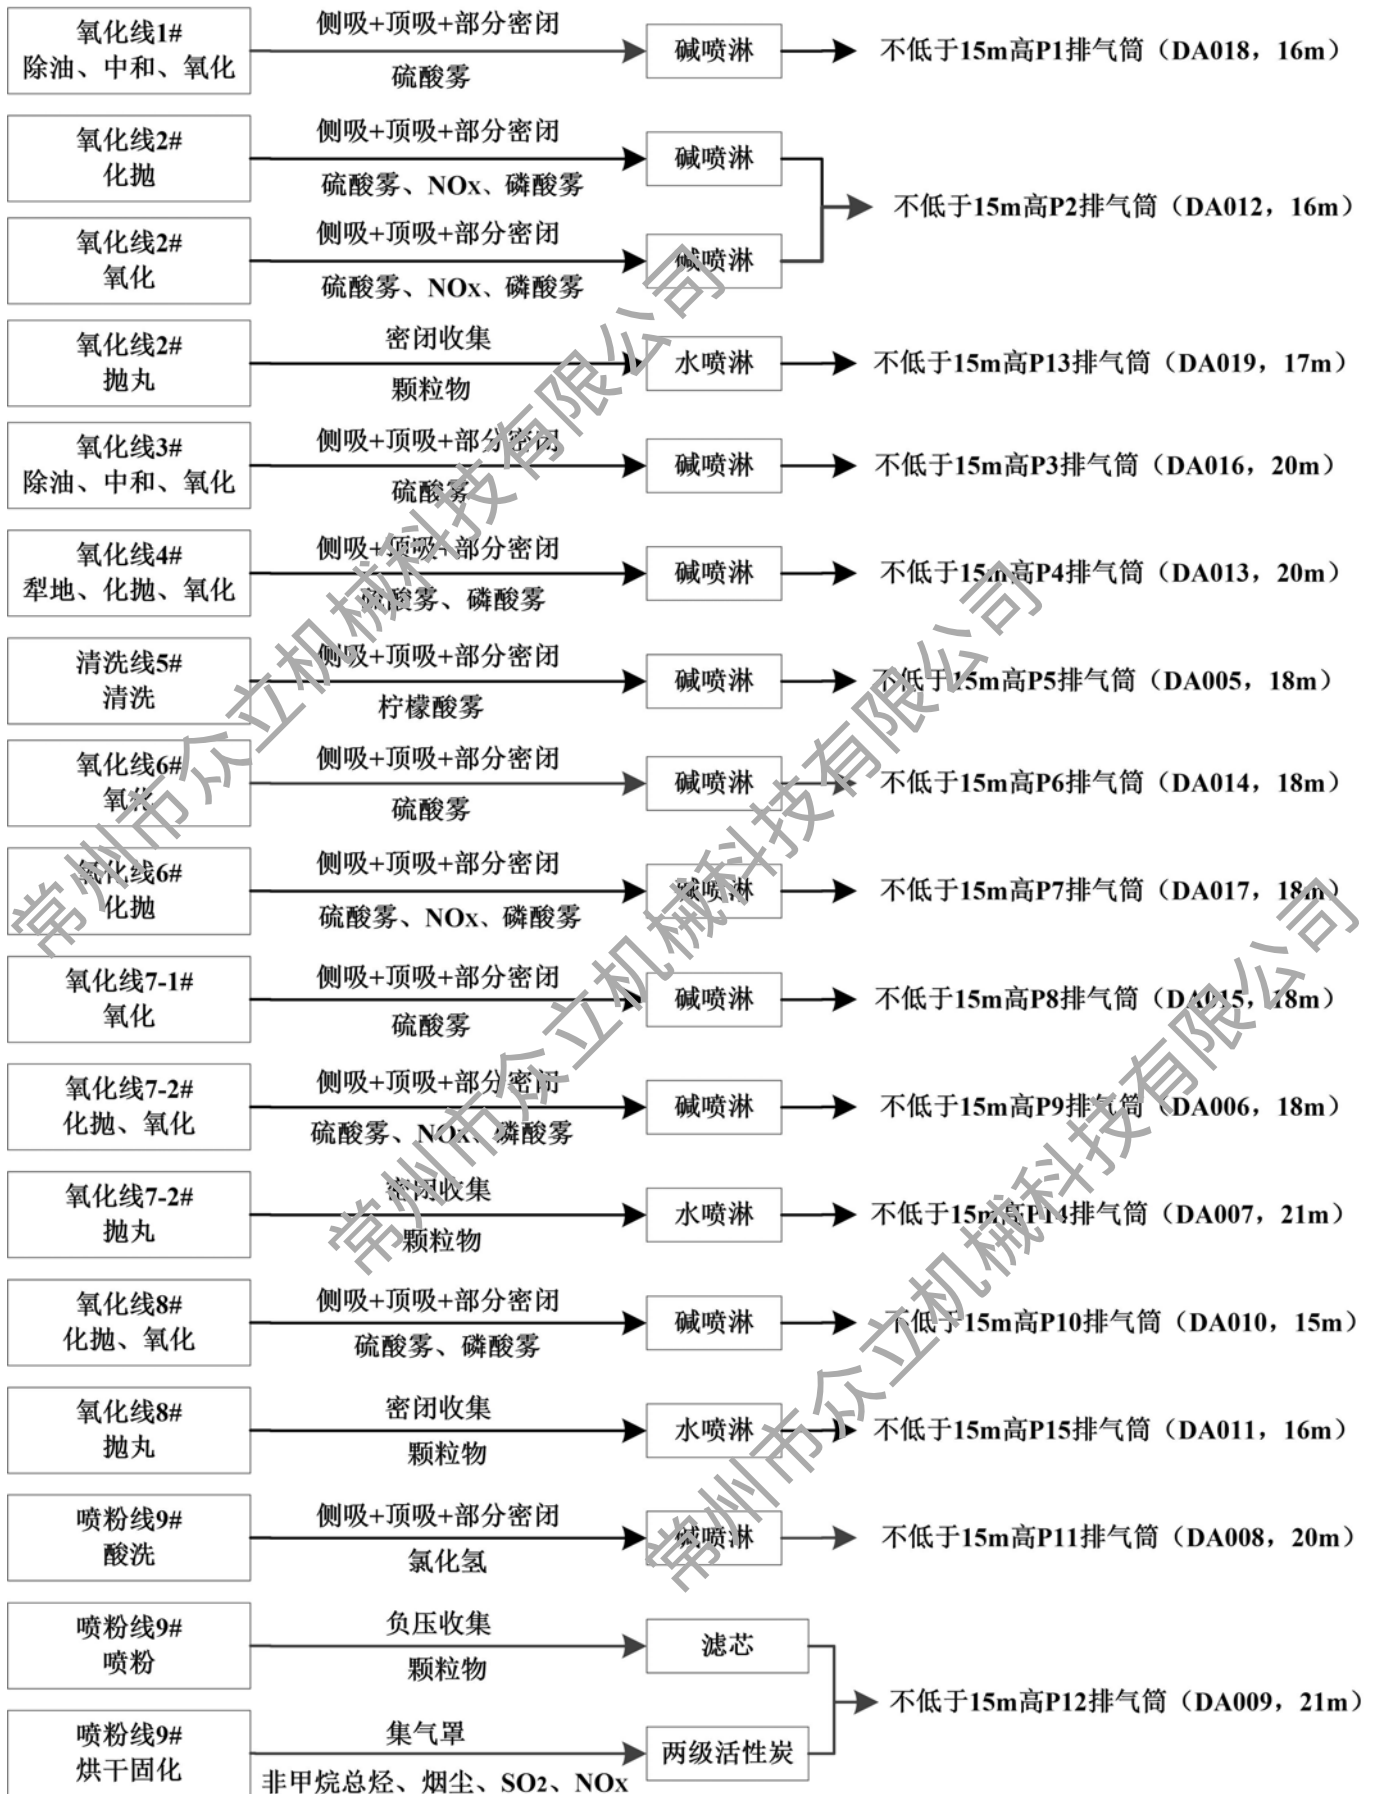 氧化线1#
除油、中和、氧化
侧吸+顶吸+部分密闭
硫酸雾
碱喷淋
不低于15m高P1排气筒（DA018，16m）
氧化线2#
化抛
侧吸+顶吸+部分密闭
硫酸雾、NOx、磷酸雾
碱喷淋
氧化线2#
氧化
侧吸+顶吸+部分密闭
硫酸雾、NOx、磷酸雾
碱喷淋
不低于15m高P2排气筒（DA012，16m）
氧化线2#
抛丸
密闭收集
颗粒物
水喷淋
不低于15m高P13排气筒（DA019，17m）
氧化线3#
除油、中和、氧化
侧吸+顶吸+部分密闭
硫酸雾
碱喷淋
不低于15m高P3排气筒（DA016，20m）
氧化线4#
犁地、化抛、氧化
侧吸+顶吸+部分密闭
硫酸雾、磷酸雾
碱喷淋
不低于15m高P4排气筒（DA013，20m）
清洗线5#
清洗
侧吸+顶吸+部分密闭
柠檬酸雾
碱喷淋
不低于15m高P5排气筒（DA005，18m）
氧化线6#
氧化
侧吸+顶吸+部分密闭
硫酸雾
碱喷淋
不低于15m高P6排气筒（DA014，18m）
氧化线6#
化抛
侧吸+顶吸+部分密闭
硫酸雾、NOx、磷酸雾
碱喷淋
不低于15m高P7排气筒（DA017，18m）
氧化线7-1#
氧化
侧吸+顶吸+部分密闭
硫酸雾
碱喷淋
不低于15m高P8排气筒（DA015，18m）
氧化线7-2#
化抛、氧化
侧吸+顶吸+部分密闭
硫酸雾、NOx、磷酸雾
碱喷淋
不低于15m高P9排气筒（DA006，18m）
氧化线7-2#
抛丸
密闭收集
颗粒物
水喷淋
不低于15m高P14排气筒（DA007，21m）
氧化线8#
化抛、氧化
侧吸+顶吸+部分密闭
硫酸雾、磷酸雾
碱喷淋
不低于15m高P10排气筒（DA010，15m）
氧化线8#
抛丸
密闭收集
颗粒物
水喷淋
不低于15m高P15排气筒（DA011，16m）
喷粉线9#
酸洗
侧吸+顶吸+部分密闭
氯化氢
碱喷淋
不低于15m高P11排气筒（DA008，20m）
喷粉线9#
喷粉
负压收集
颗粒物
滤芯
喷粉线9#
烘干固化
集气罩
非甲烷总烃、烟尘、SO2、NOx
两级活性炭
不低于15m高P12排气筒（DA009，21m）
常州市众立机械科技有限公司
常州市众立机械科技有限公司
常州市众立机械科技有限公司